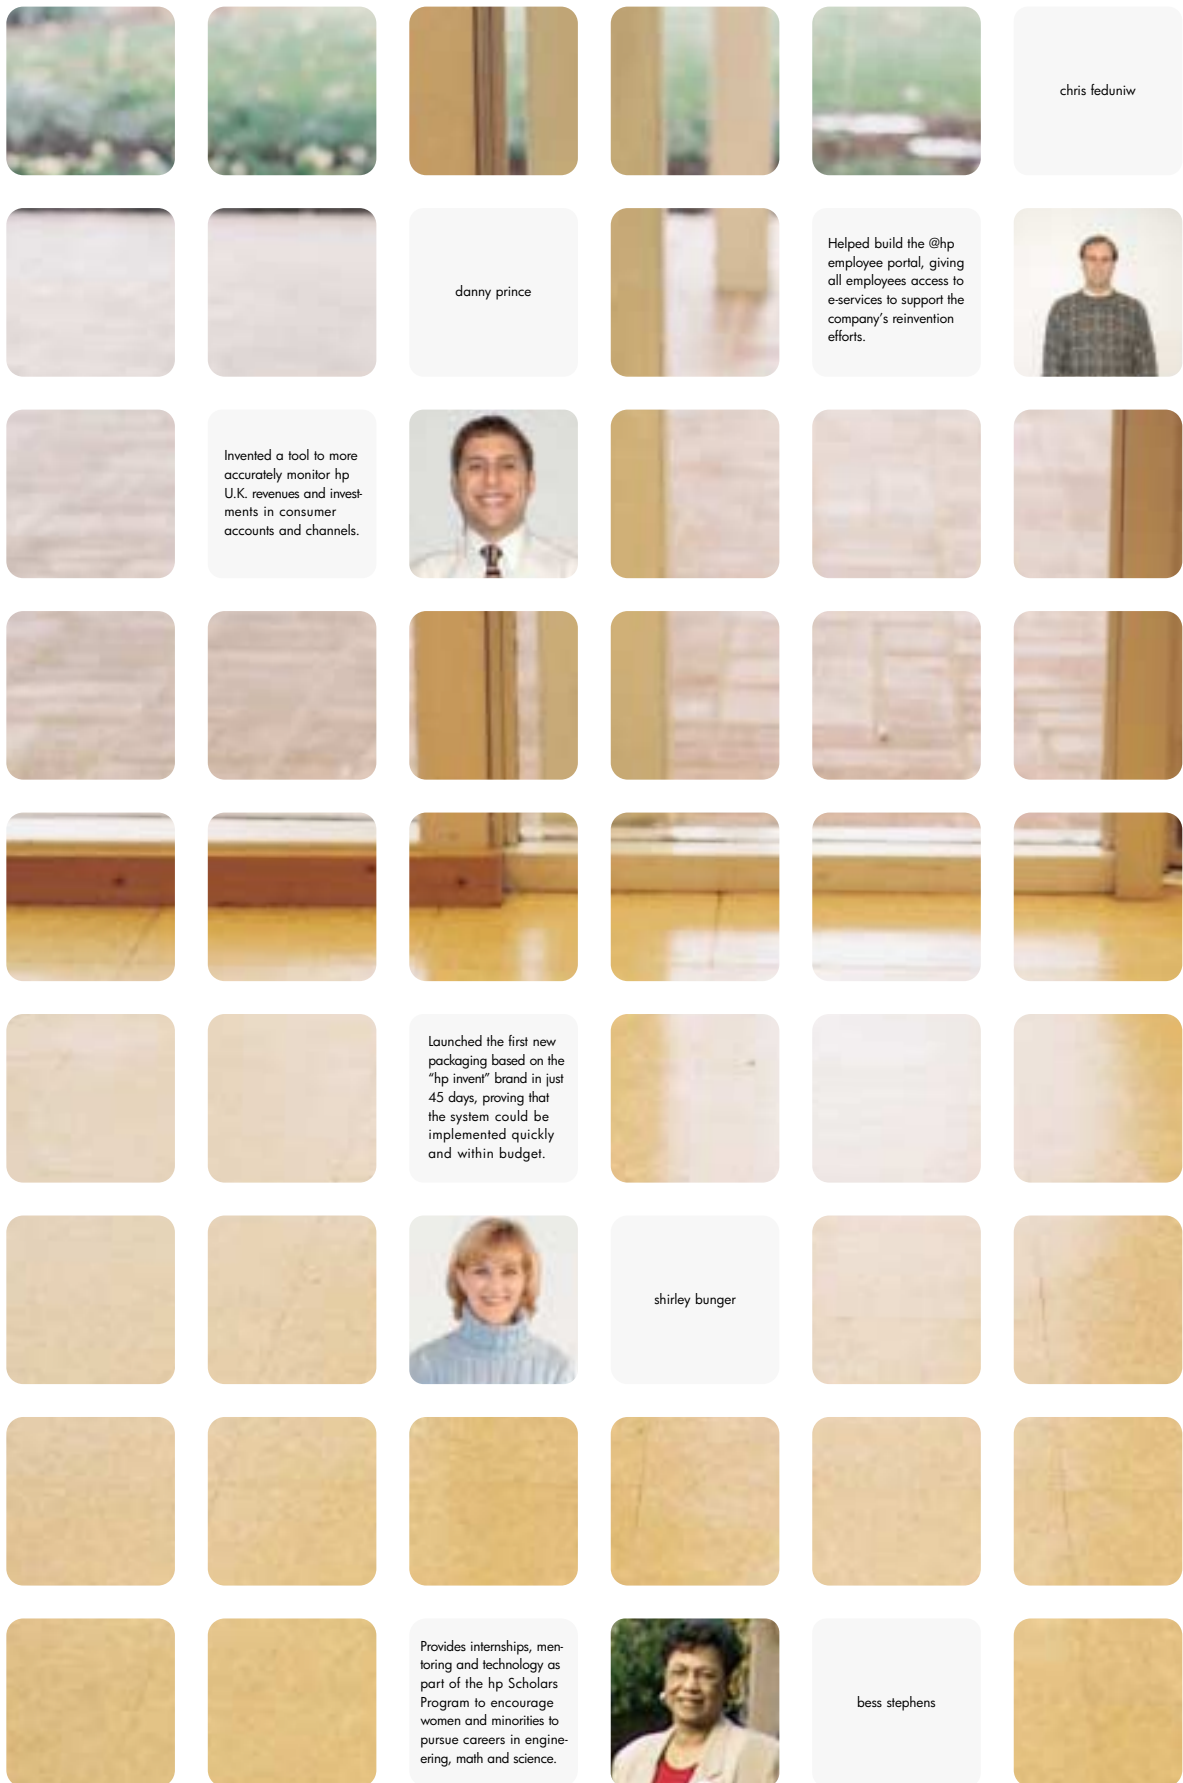 chris feduniw
danny prince
Helped build the @hp
employee portal, giving
all employees access to
e-services to support the
company's reinvention
efforts.
Invented a tool to more
accurately monitor hp
U.K. revenues and invest-
ments in consumer
accounts and channels.
Launched the first new
packaging based on the
"hp invent" brand in just
45 days, proving that
the system could be
implemented quickly
and within budget.
shirley bunger
Provides internships, men-
toring and technology as
part of the hp Scholars
Program to encourage
women and minorities to
pursue careers in engine-
ering, math and science.
bess stephens